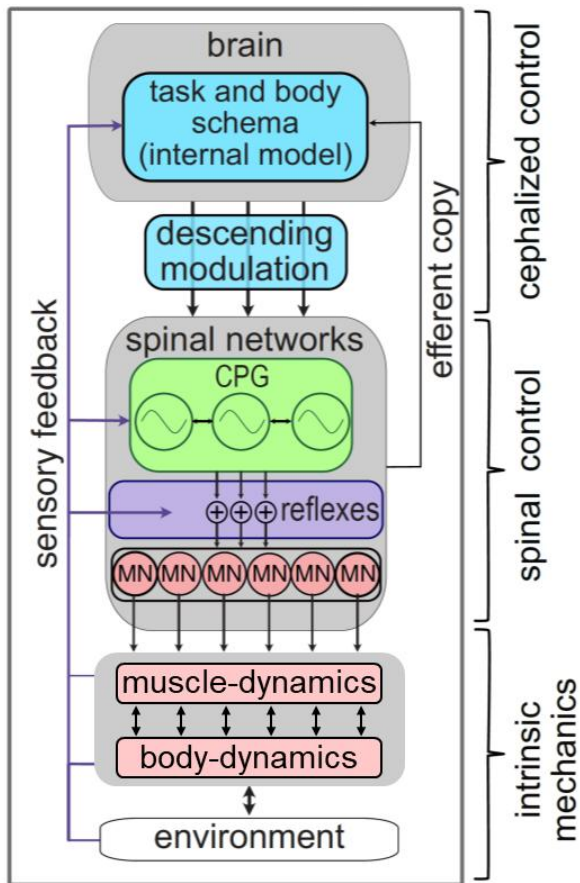 brain
task and body
schema
(internal model)
descending
modulation
spinal networks
CPG
reflexes
MN MN MN MN MN MN
muscle-dynamics
body-dynamics
environment
sensory feedback
efferent copy
cephalized control
spinal control
intrinsic
mechanics